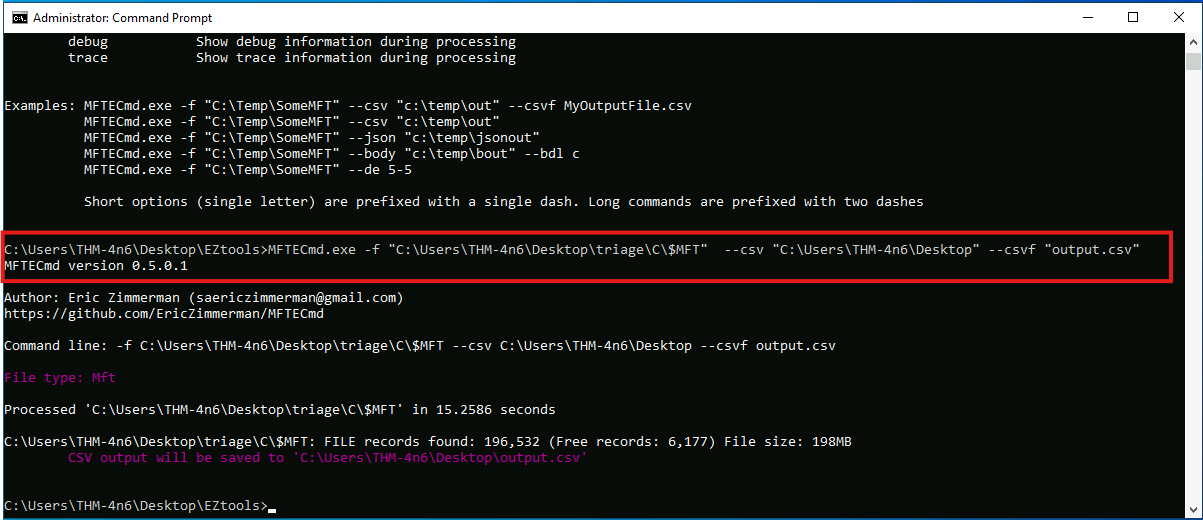 Administrator: Command Prompt
debug Show debug information during processing
trace Show trace information during processing
Examples: MFTECmd.exe -f "C:\Temp\SomeMFT" --csv "c:\temp\out" --csvf MyOutputFile.csv
MFTECmd.exe -f "C:\Temp\SomeMFT" --csv "c:\temp\out"
MFTECmd.exe -f "C:\Temp\SomeMFT" --json "c:\temp\jsonout"
MFTECmd.exe -f "C:\Temp\SomeMFT" --body "c:\temp\bout" --bdl c
MFTECmd.exe -f "C:\Temp\SomeMFT" --de 5-5
Short options (single letter) are prefixed with a single dash. Long commands are prefixed with two dashes
C:\Users\THM-4n6\Desktop\EZtools>MFTECmd.exe -f "C:\Users\THM-4n6\Desktop\triage\C\$MFT"  --csv "C:\Users\THM-4n6\Desktop" --csvf "output.csv"
MFTECmd version 0.5.0.1
Author: Eric Zimmerman (saericzimmerman@gmail.com)
https://github.com/EricZimmerman/MFTECmd
Command line: -f C:\Users\THM-4n6\Desktop\triage\C\$MFT --csv C:\Users\THM-4n6\Desktop --csvf output.csv
File type: Mft
Processed 'C:\Users\THM-4n6\Desktop\triage\C\$MFT' in 15.2586 seconds
C:\Users\THM-4n6\Desktop\triage\C\$MFT: FILE records found: 196,532 (Free records: 6,177) File size: 198MB
CSV output will be saved to 'C:\Users\THM-4n6\Desktop\output.csv'
C:\Users\THM-4n6\Desktop\EZtools>